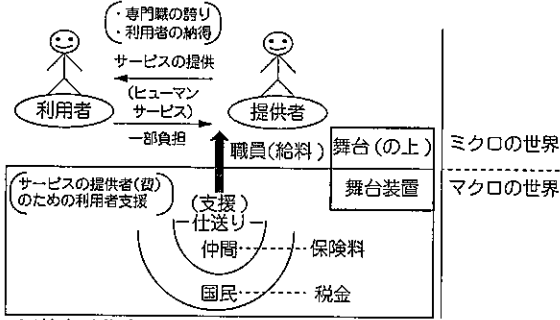 ・専門職の誇り
・利用者の納得
サービスの提供
利用者
(ヒューマン
サービス)
提供者
一部負担
職員(給料)
舞台(の上)
ミクロの世界
舞台装置
マクロの世界
サービスの提供者(費)
のための利用者支援
(支援)
仕送り
仲間 保険料
国民 税金